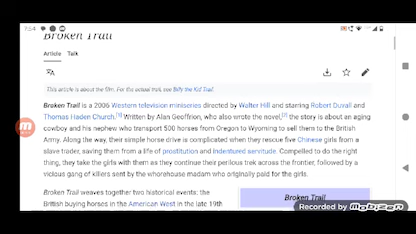 7:54
Broken Trail
Article Talk
This article is about the film. For the actual trail, see Billy the Kid Trail.
Broken Trail is a 2006 Western television miniseries directed by Walter Hill and starring Robert Duvall and
Thomas Haden Church.[1] Written by Alan Geoffrion, who also wrote the novel,[2] the story is about an aging
cowboy and his nephew who transport 500 horses from Oregon to Wyoming to sell them to the British
Army. Along the way, their simple horse drive is complicated when they rescue five Chinese girls from a
slave trader, saving them from a life of prostitution and indentured servitude. Compelled to do the right
thing, they take the girls with them as they continue their perilous trek across the frontier, followed by a
vicious gang of killers sent by the whorehouse madam who originally paid for the girls.
Broken Trail weaves together two historical events: the
British buying horses in the American West in the late 19th
Broken Trail
Recorded by Mobizen